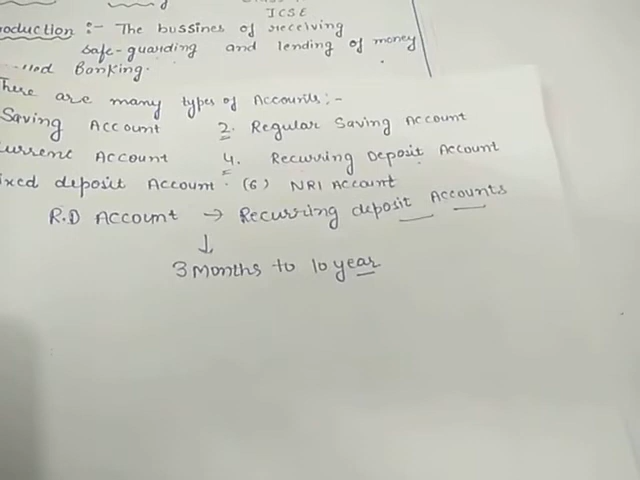 ICSE
oduction :- The bussines of receiving
safe-guarding and lending of money
lled Banking.
There are many types of Accounts :-
Saving Account 2. Regular Saving Account
Current Account 4. Recurring Deposit Account
ixed deposit Account. (6) NRI Account
R.D Account → Recurring deposit Accounts
↓
3 Months to 10 year